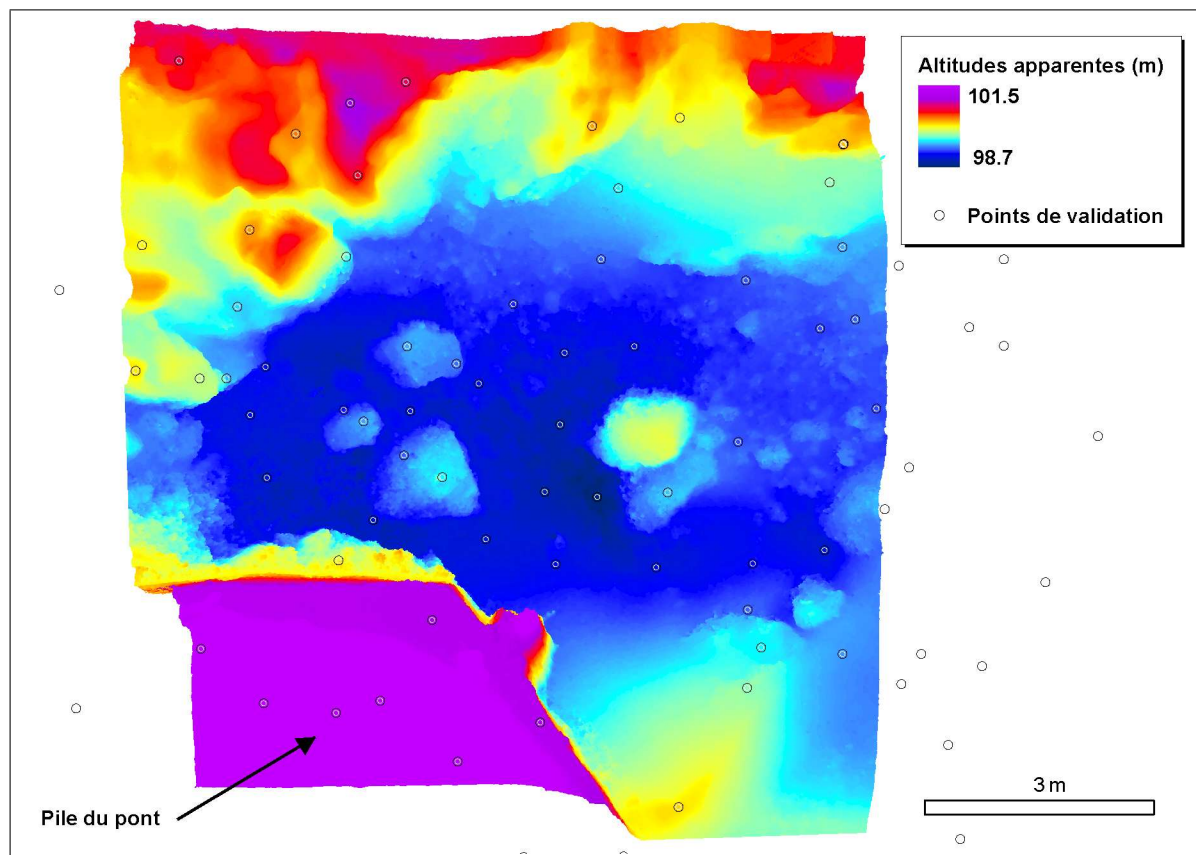 Altitudes apparentes (m)
101.5
98.7
Points de validation
3 m
Pile du pont